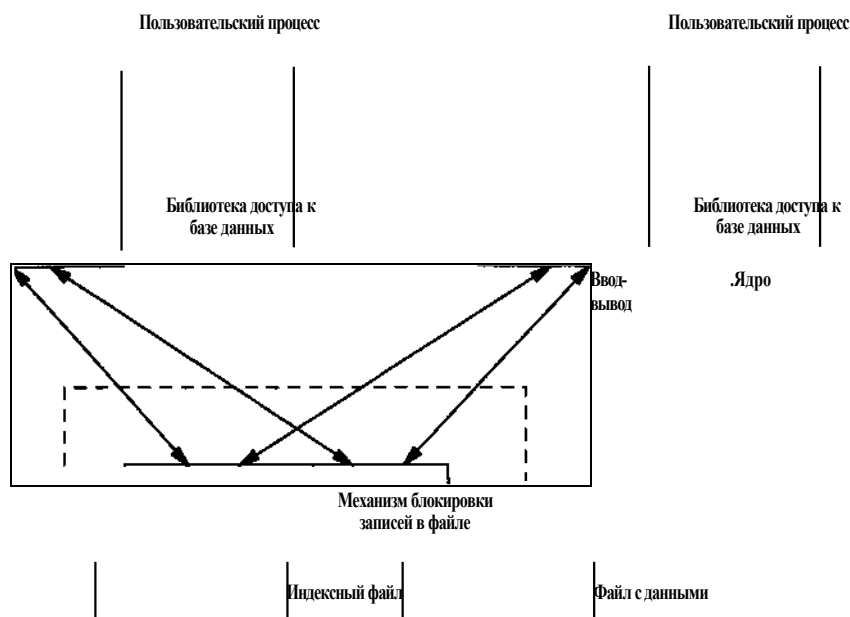 Пользовательский процесс
Пользовательский процесс
Библиотека доступа к
базе данных
Библиотека доступа к
базе данных
Ввод-
вывод
.Ядро
Механизм блокировки
записей в файле
Индексный файл
Файл с данными